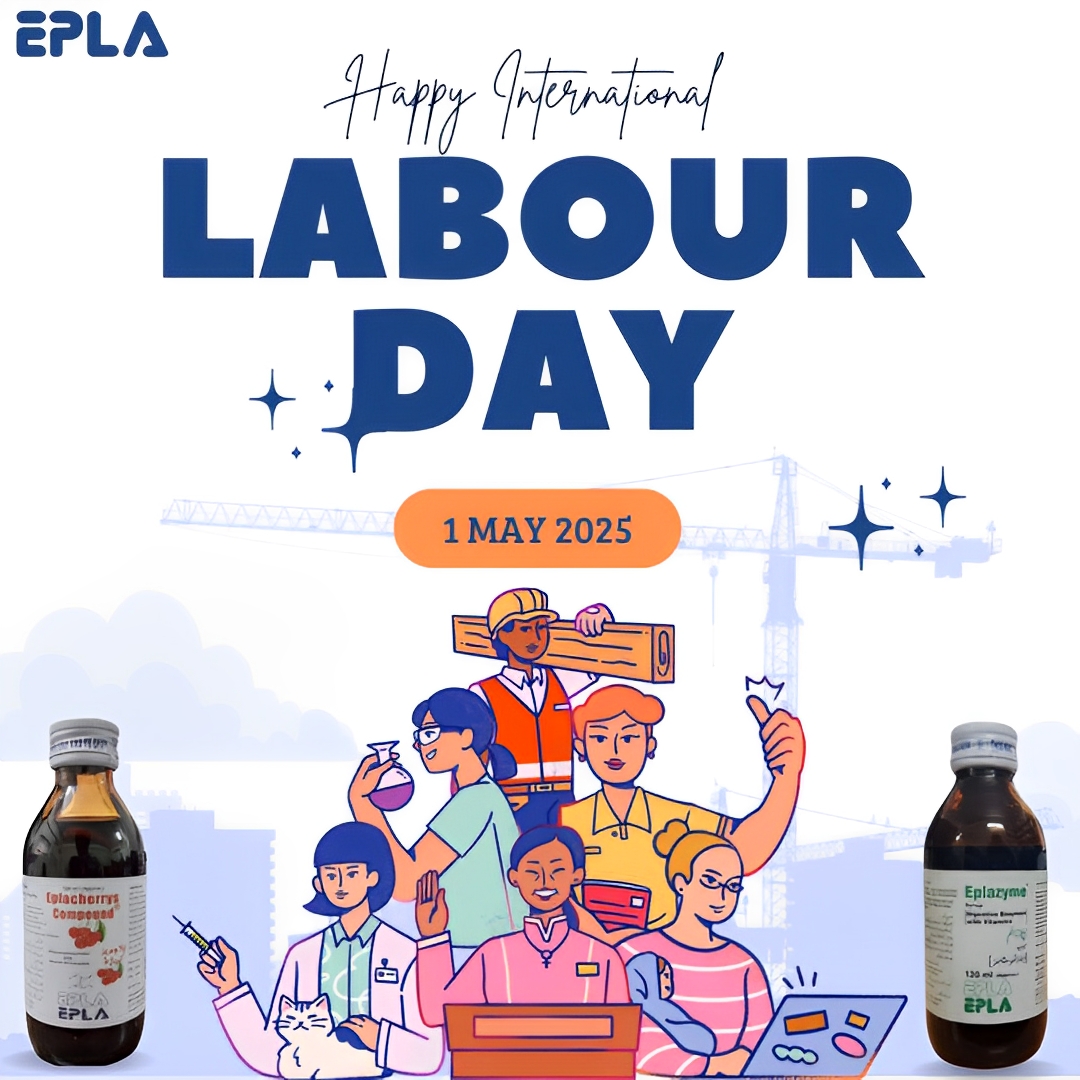 EPLA
Happy International
LABOUR
DAY
1 MAY 2025
Eplacherrys
Compound
EPLA
EPLA
Eplazyme
120 ml
EPLA
EPLA